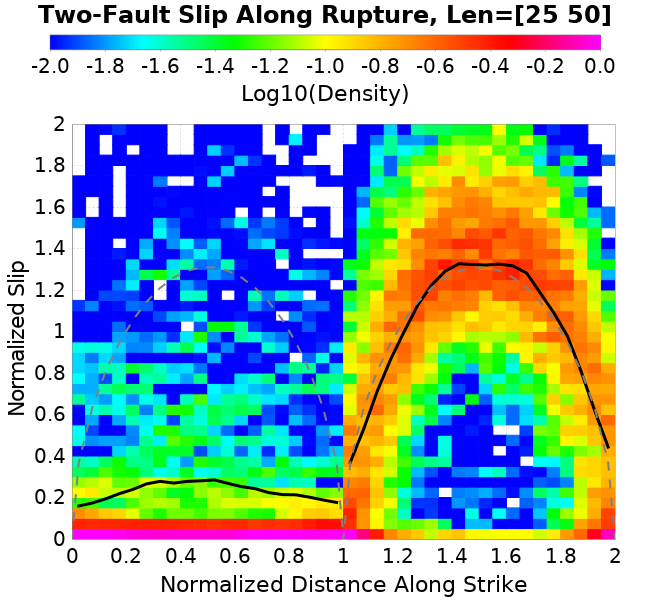 Two-Fault Slip Along Rupture, Len=[25 50]
-2.0 -1.8 -1.6 -1.4 -1.2 -1.0 -0.8 -0.6 -0.4 -0.2 0.0
Log10(Density)
2
1.8
1.6
1.4
1.2
1
0.8
0.6
0.4
0.2
0
Normalized Slip
0 0.2 0.4 0.6 0.8 1 1.2 1.4 1.6 1.8 2
Normalized Distance Along Strike